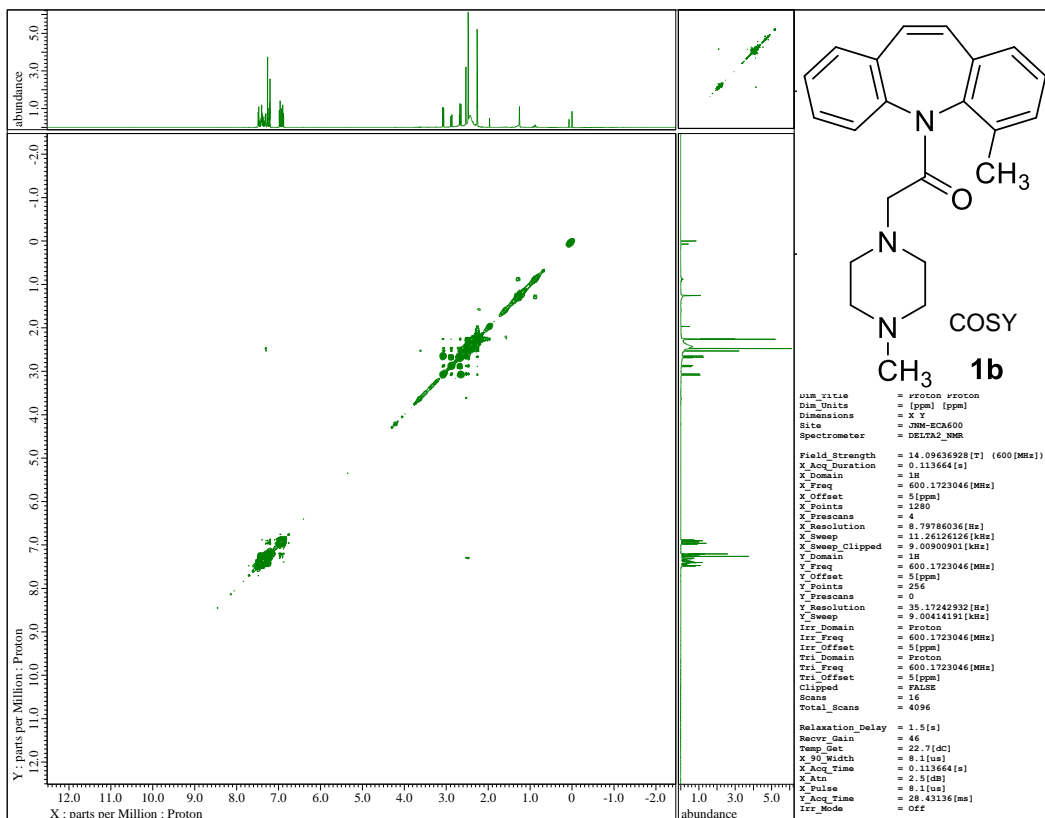 abundance
1.0 3.0 5.0
-2.0
-1.0
0
1.0
2.0
3.0
4.0
5.0
6.0
7.0
8.0
9.0
10.0
11.0
12.0
Y : parts per Million : Proton
12.0 11.0 10.0 9.0 8.0 7.0 6.0 5.0 4.0 3.0 2.0 1.0 0 -1.0 -2.0
X : parts per Million : Proton
1.0 3.0 5.0
abundance
N
CH3
O
N
N
CH3
COSY
1b
Dim_Title = Proton Proton
Dim_Units = [ppm] [ppm]
Dimensions = X Y
Site = JNM-ECA600
Spectrometer = DELTA2_NMR
Field_Strength = 14.09636928[T] (600[MHz])
X_Acq_Duration = 0.113664[s]
X_Domain = 1H
X_Freq = 600.1723046[MHz]
X_Offset = 5[ppm]
X_Points = 1280
X_Prescans = 4
X_Resolution = 8.79786036[Hz]
X_Sweep = 11.26126126[kHz]
X_Sweep_Clipped = 9.00900901[kHz]
Y_Domain = 1H
Y_Freq = 600.1723046[MHz]
Y_Offset = 5[ppm]
Y_Points = 256
Y_Prescans = 0
Y_Resolution = 35.17242932[Hz]
Y_Sweep = 9.00414191[kHz]
Irr_Domain = Proton
Irr_Freq = 600.1723046[MHz]
Irr_Offset = 5[ppm]
Tri_Domain = Proton
Tri_Freq = 600.1723046[MHz]
Tri_Offset = 5[ppm]
Clipped = FALSE
Scans = 16
Total_Scans = 4096
Relaxation_Delay = 1.5[s]
Recvr_Gain = 46
Temp_Get = 22.7[dC]
X_90_Width = 8.1[us]
X_Acq_Time = 0.113664[s]
X_Atn = 2.5[dB]
X_Pulse = 8.1[us]
Y_Acq_Time = 28.43136[ms]
Irr_Mode = Off